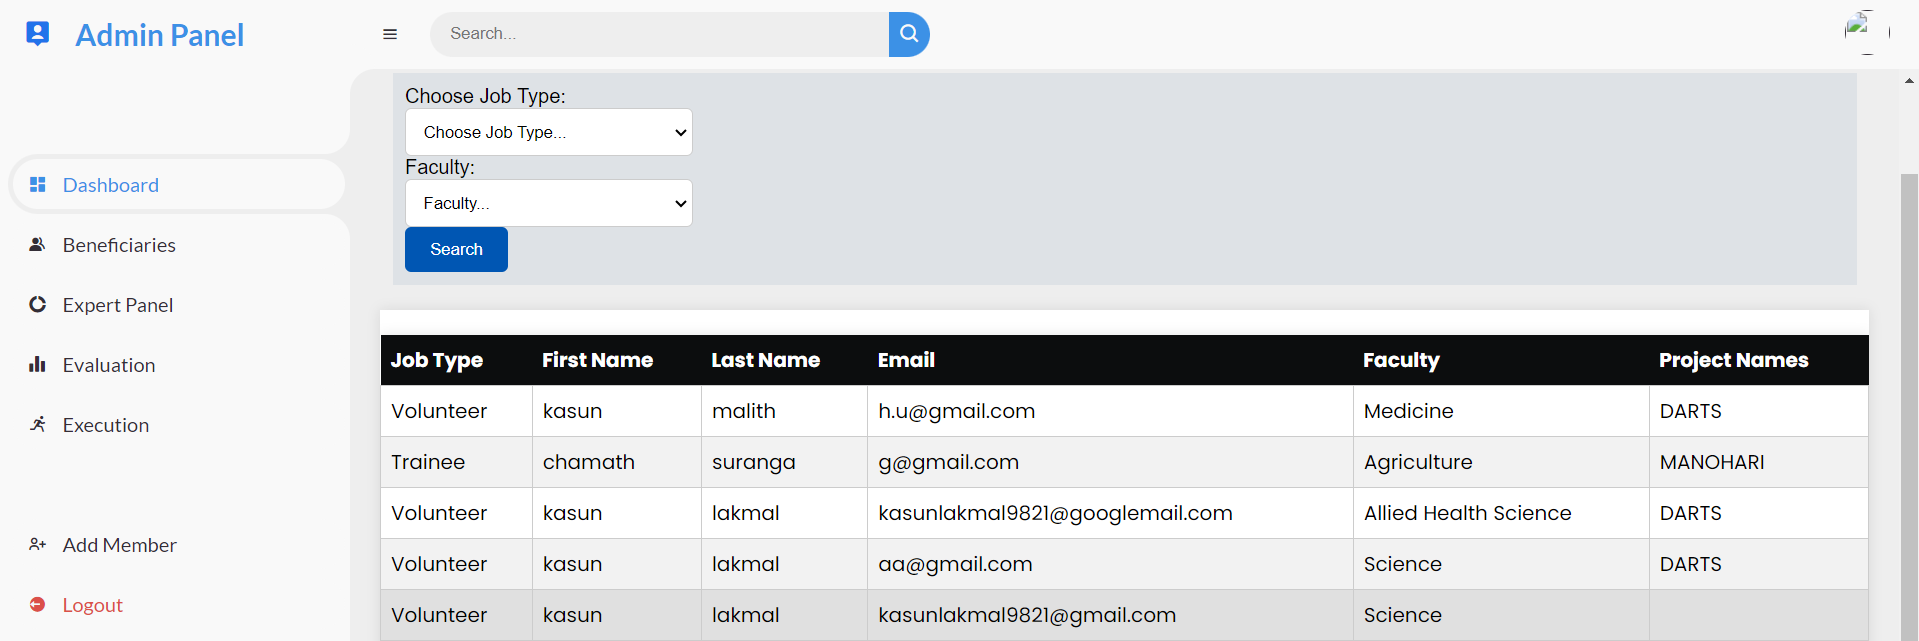 Admin Panel
Search...
Dashboard
Beneficiaries
Expert Panel
Evaluation
Execution
Add Member
Logout
Choose Job Type:
Choose Job Type...
Faculty:
Faculty...
Search
Job Type First Name Last Name Email Faculty Project Names
Volunteer kasun malith h.u@gmail.com Medicine DARTS
Trainee chamath suranga g@gmail.com Agriculture MANOHARI
Volunteer kasun lakmal kasunlakmal9821@googlemail.com Allied Health Science DARTS
Volunteer kasun lakmal aa@gmail.com Science DARTS
Volunteer kasun lakmal kasunlakmal9821@gmail.com Science